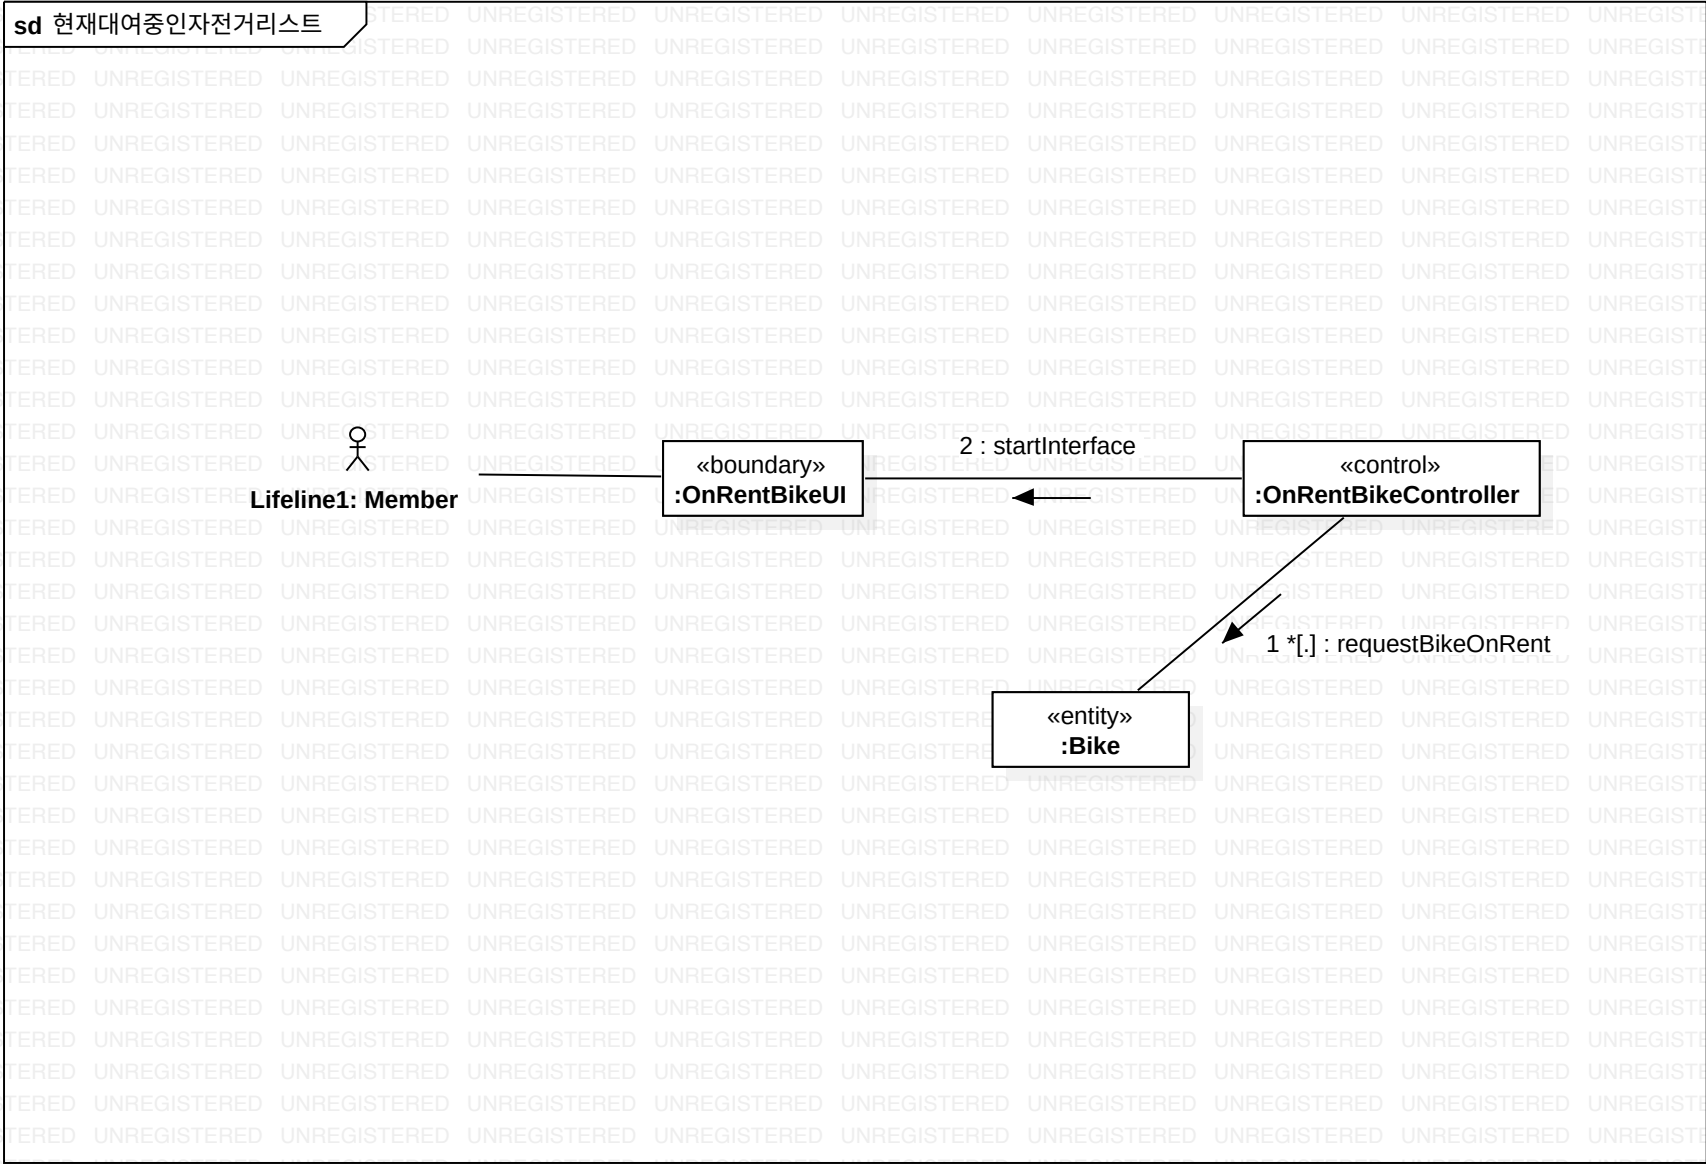 sd 현재대여중인자전거리스트
Lifeline1: Member
«boundary»
:OnRentBikeUI
2 : startInterface
«control»
:OnRentBikeController
1 *[.] : requestBikeOnRent
«entity»
:Bike
UNREGISTERED